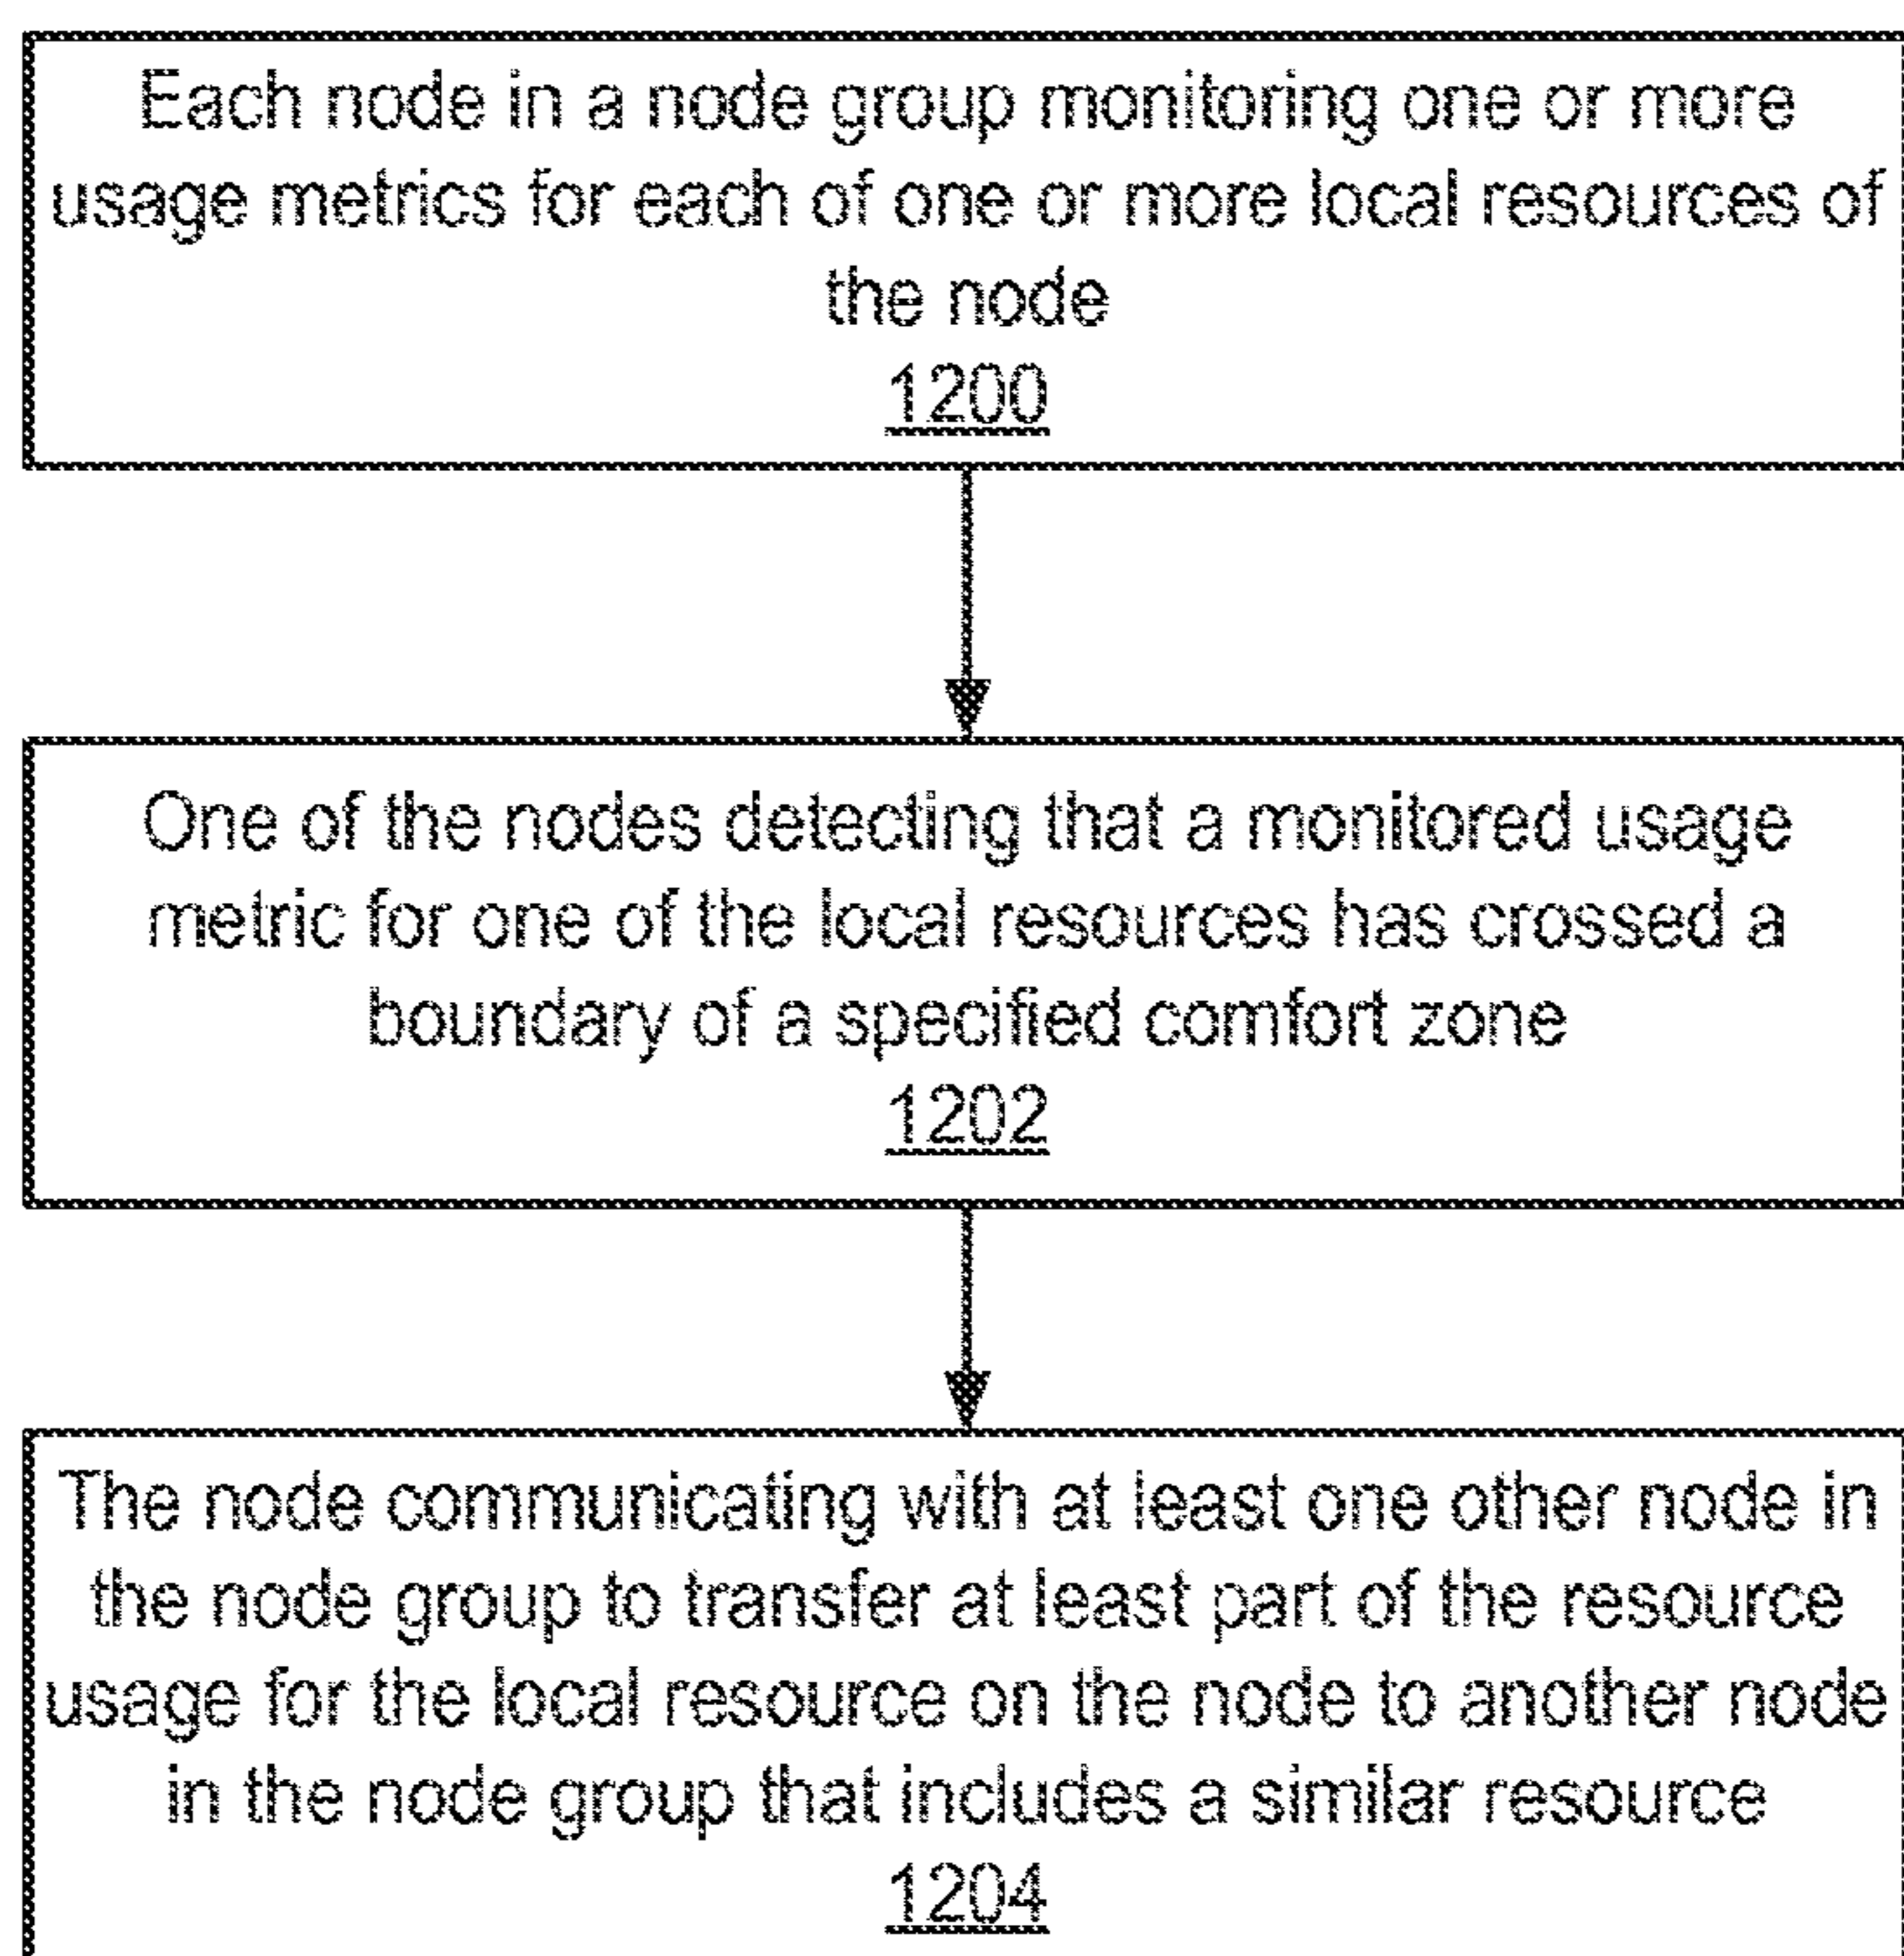 Each node in a node group monitoring one or more
usage metrics for each of one or more local resources of
the node
1200
One of the nodes detecting that a monitored usage
metric for one of the local resources has crossed a
boundary of a specified comfort zone
1202
The node communicating with at least one other node in
the node group to transfer at least part of the resource
usage for the local resource on the node to another node
in the node group that includes a similar resource
1204